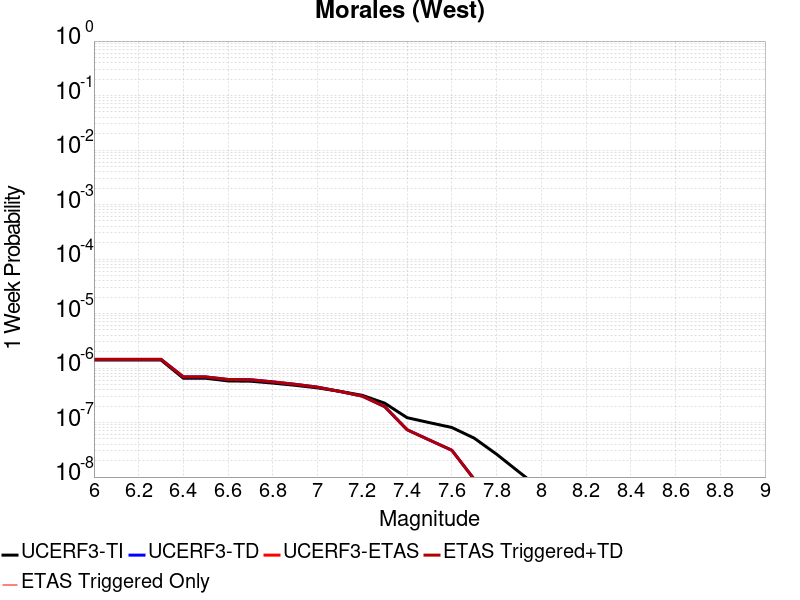 Morales (West)
10^0
10^-1
10^-2
10^-3
10^-4
10^-5
10^-6
10^-7
10^-8
1 Week Probability
6 6.2 6.4 6.6 6.8 7 7.2 7.4 7.6 7.8 8 8.2 8.4 8.6 8.8 9
Magnitude
UCERF3-TI UCERF3-TD UCERF3-ETAS ETAS Triggered+TD
ETAS Triggered Only